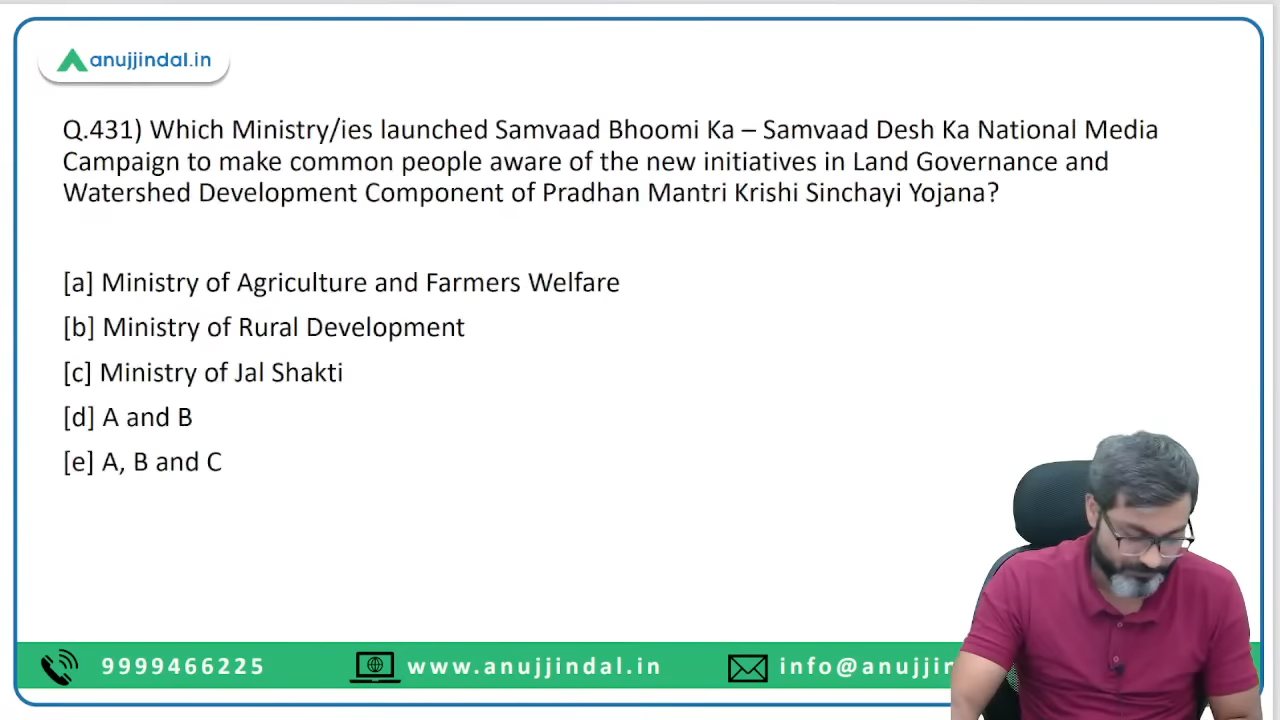 anujjindal.in
Q.431) Which Ministry/ies launched Samvaad Bhoomi Ka – Samvaad Desh Ka National Media
Campaign to make common people aware of the new initiatives in Land Governance and
Watershed Development Component of Pradhan Mantri Krishi Sinchayi Yojana?
[a] Ministry of Agriculture and Farmers Welfare
[b] Ministry of Rural Development
[c] Ministry of Jal Shakti
[d] A and B
[e] A, B and C
9999466225 www.anujjindal.in info@anujjin